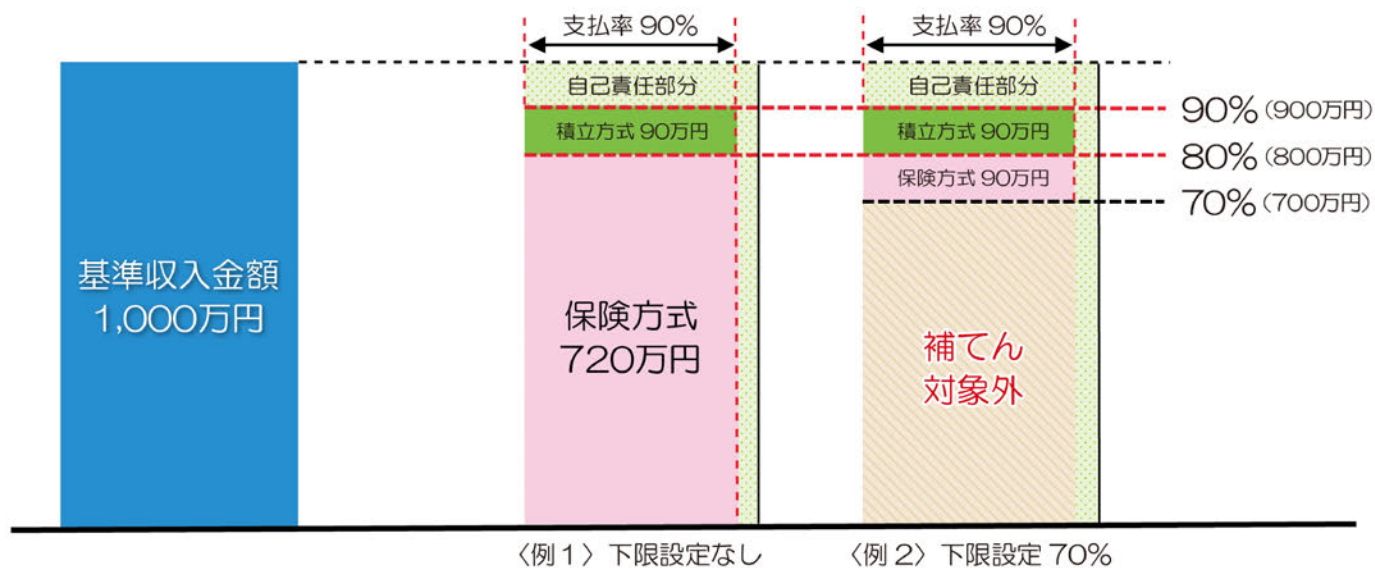 支払率 90%
支払率 90%
自己責任部分
自己責任部分
90%(900万円)
積立方式 90万円
積立方式 90万円
80%(800万円)
保険方式 90万円
70%(700万円)
基準収入金額
1,000万円
保険方式
720万円
補てん
対象外
〈例1〉下限設定なし
〈例2〉下限設定 70%